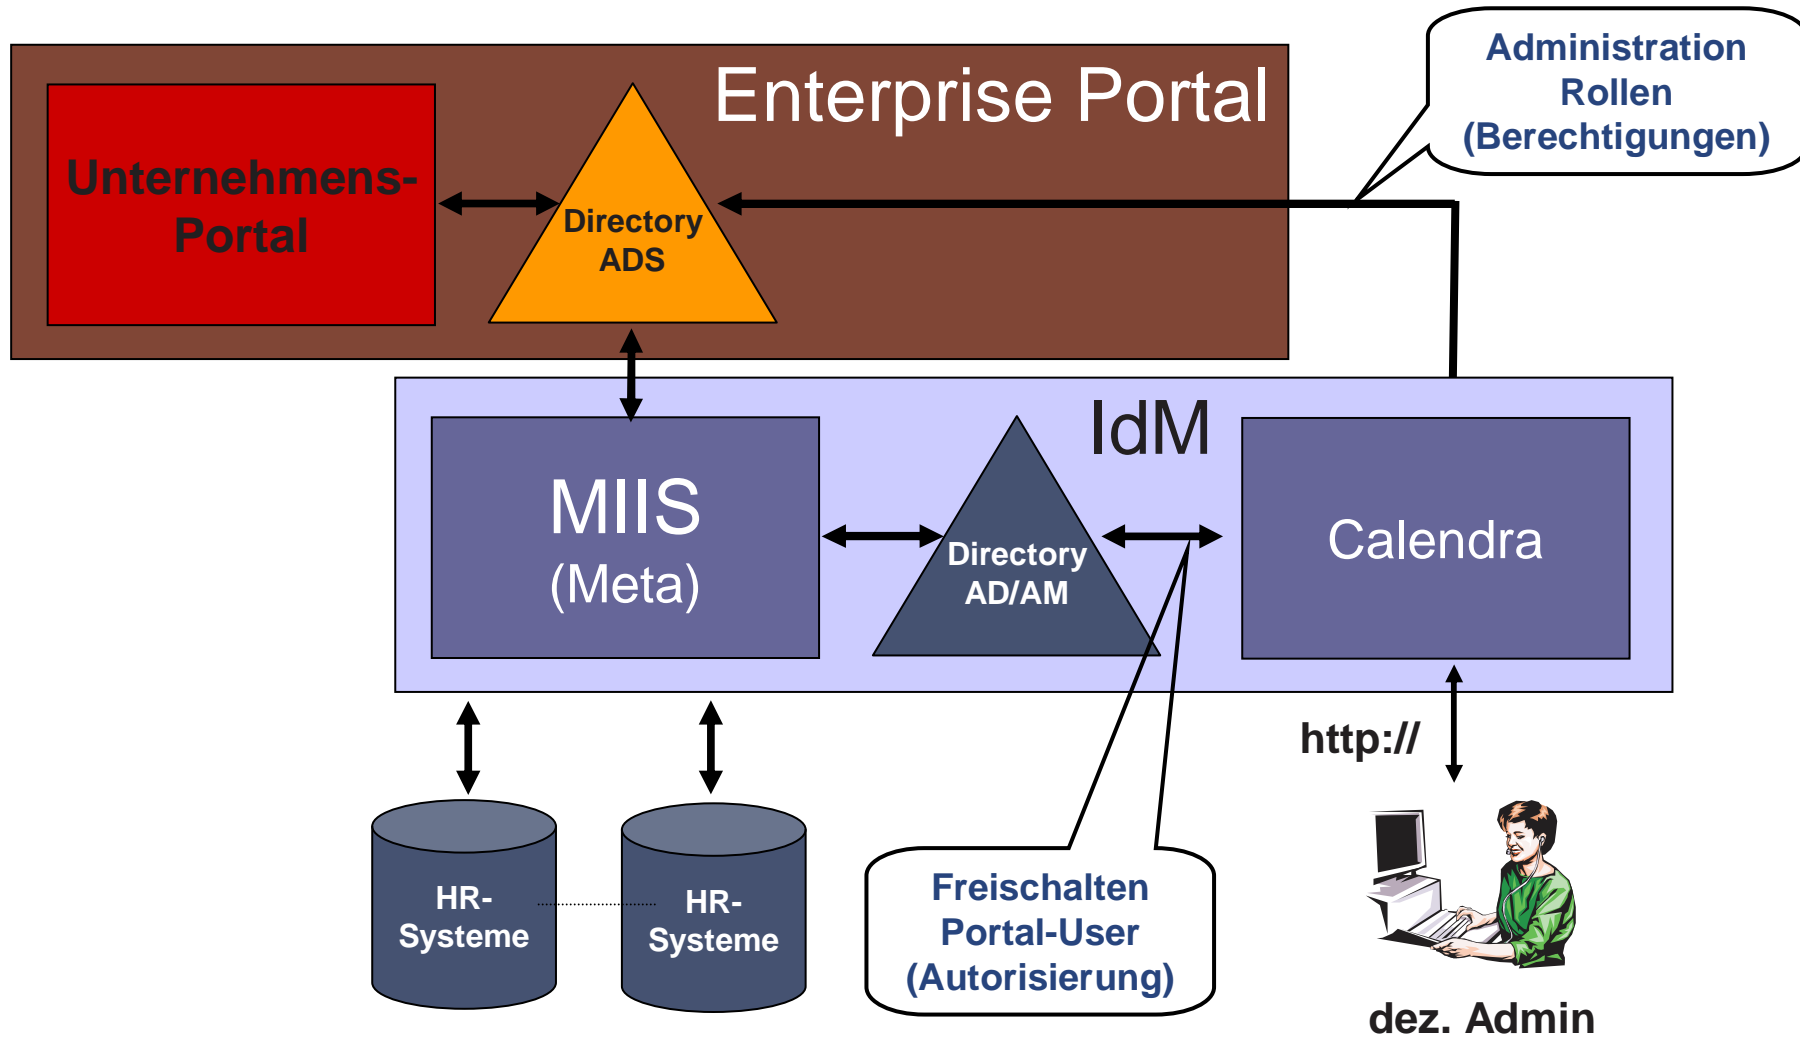 Enterprise Portal
Administration
Rollen
(Berechtigungen)
Unternehmens-
Portal
Directory
ADS
IdM
MIIS
(Meta)
Directory
AD/AM
Calendra
http://
HR-
Systeme
HR-
Systeme
Freischalten
Portal-User
(Autorisierung)
dez. Admin